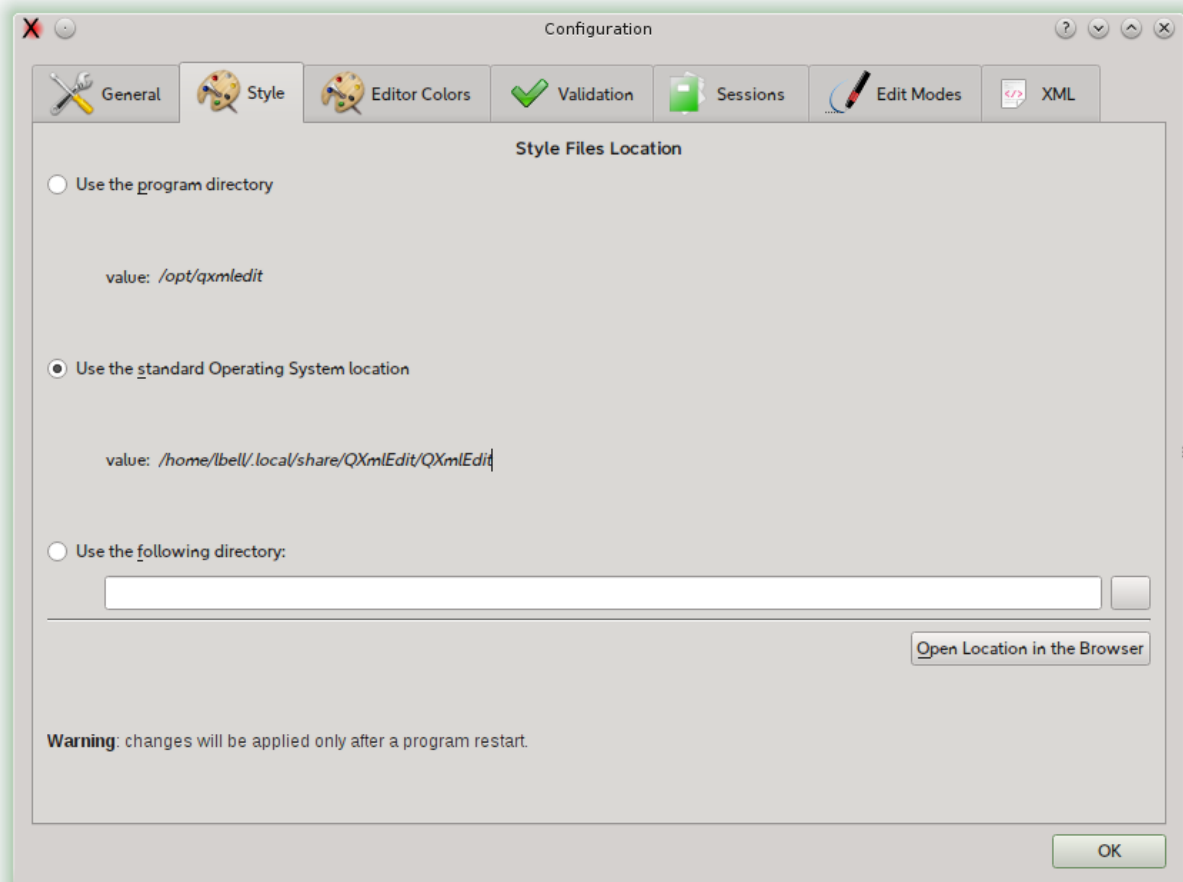 Configuration
General Style Editor Colors Validation Sessions Edit Modes XML
Style Files Location
Use the program directory
value: /opt/qxmledit
Use the standard Operating System location
value: /home/lbell/.local/share/QXmlEdit/QXmlEdit
Use the following directory:
Open Location in the Browser
Warning: changes will be applied only after a program restart.
OK